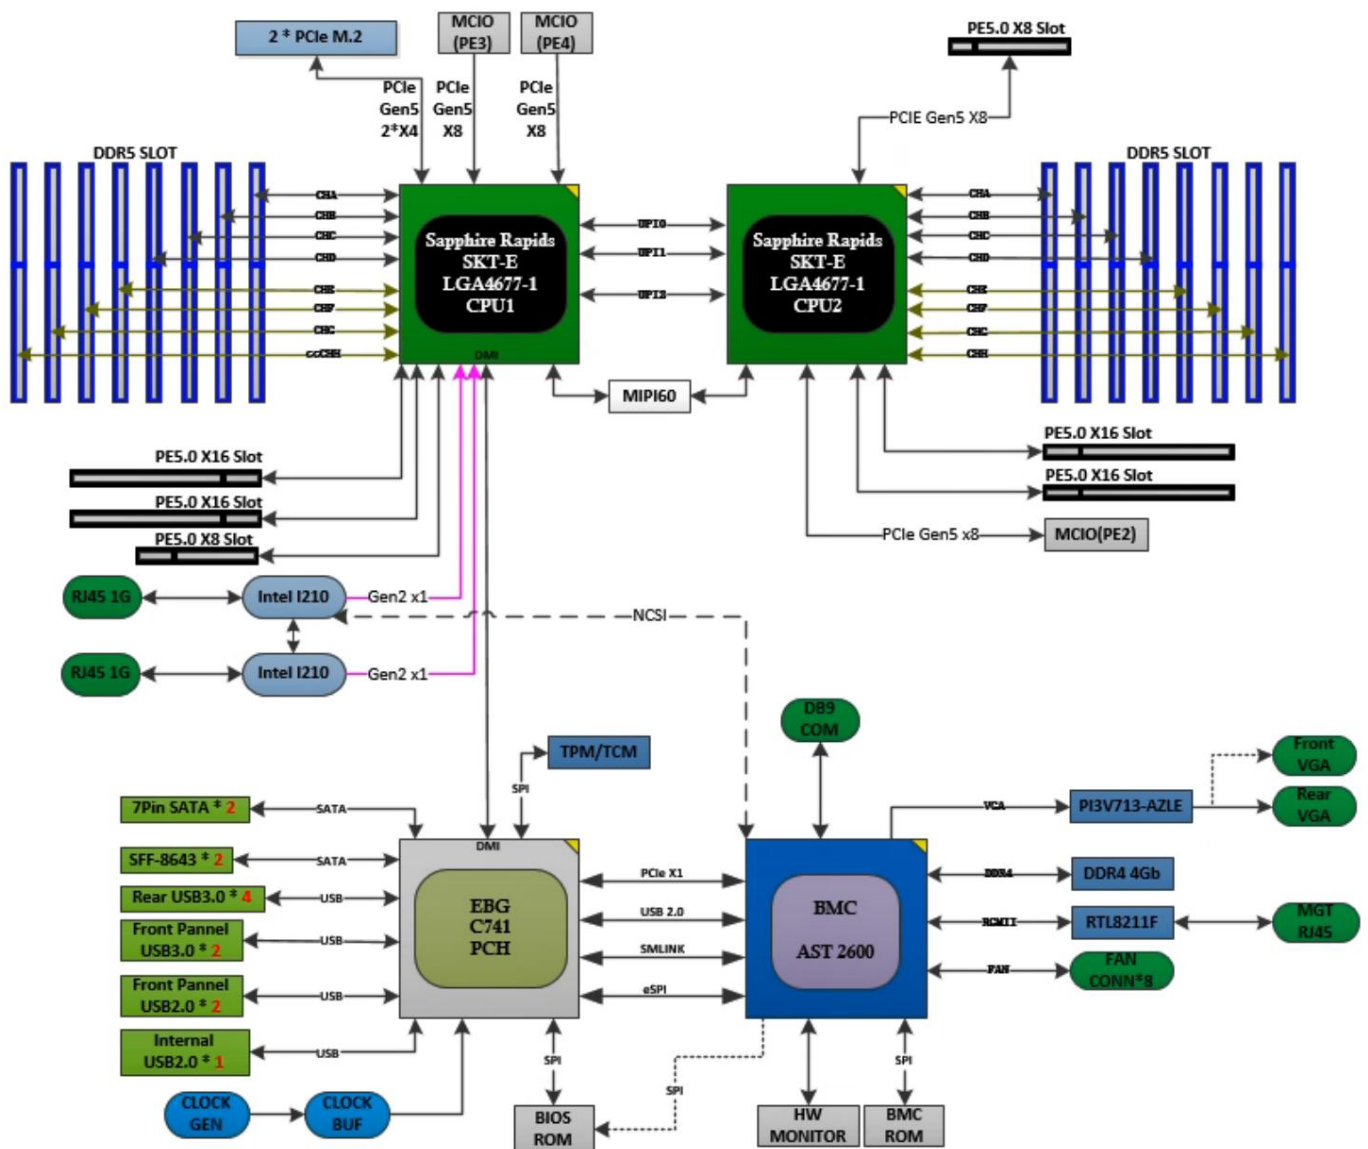 2 * PCIe M.2
MCIO
(PE3)
MCIO
(PE4)
PE5.0 X8 Slot
PCIe
Gen5
2*X4
PCIe
Gen5
X8
PCIe
Gen5
X8
PCIE Gen5 X8
DDR5 SLOT
DDR5 SLOT
CHA
CHB
CHC
CHD
CHE
CHF
CHG
ccCHH
Sapphire Rapids
SKT-E
LGA4677-1
CPU1
DMI
UPI0
UPI1
UPI2
Sapphire Rapids
SKT-E
LGA4677-1
CPU2
CHA
CHB
CHC
CHD
CHE
CHF
CHG
CHH
MIPI60
PE5.0 X16 Slot
PE5.0 X16 Slot
PE5.0 X8 Slot
PE5.0 X16 Slot
PE5.0 X16 Slot
PCIe Gen5 x8
MCIO(PE2)
RJ45 1G
Intel I210
Gen2 x1
NCSI
RJ45 1G
Intel I210
Gen2 x1
DB9
COM
TPM/TCM
SPI
Front
VGA
7Pin SATA * 2
SATA
VGA
PI3V713-AZLE
Rear
VGA
SFF-8643 * 2
SATA
Rear USB3.0 * 4
USB
Front Pannel
USB3.0 * 2
USB
Front Pannel
USB2.0 * 2
USB
Internal
USB2.0 * 1
USB
DMI
EBG
C741
PCH
PCIe X1
USB 2.0
SMLINK
eSPI
BMC
AST 2600
DDR4
DDR4 4Gb
RGMII
RTL8211F
MGT
RJ45
FAN
FAN
CONN*8
CLOCK
GEN
CLOCK
BUF
SPI
BIOS
ROM
SPI
HW
MONITOR
SPI
BMC
ROM